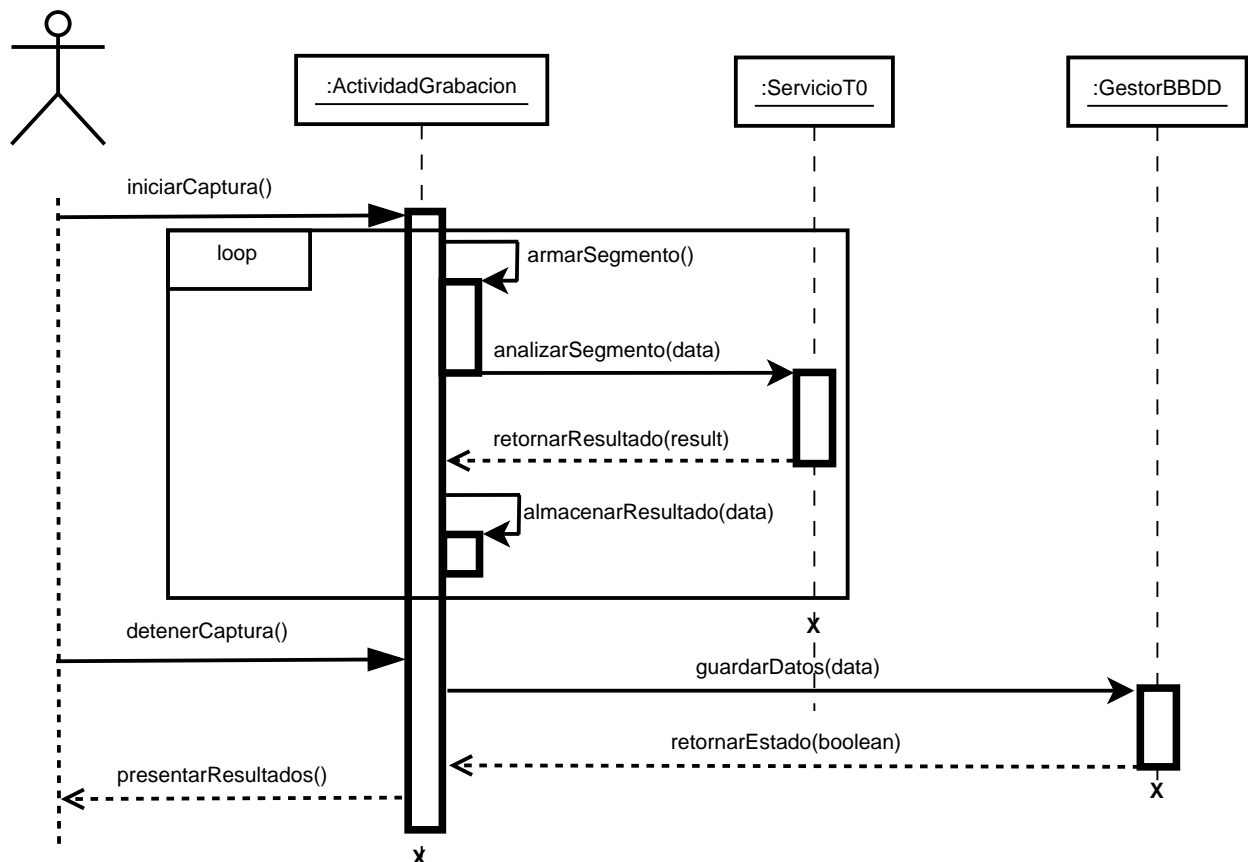 :ActividadGrabacion
:ServicioT0
:GestorBBDD
iniciarCaptura()
loop
armarSegmento()
analizarSegmento(data)
retornarResultado(result)
almacenarResultado(data)
X
detenerCaptura()
guardarDatos(data)
retornarEstado(boolean)
presentarResultados()
X
X